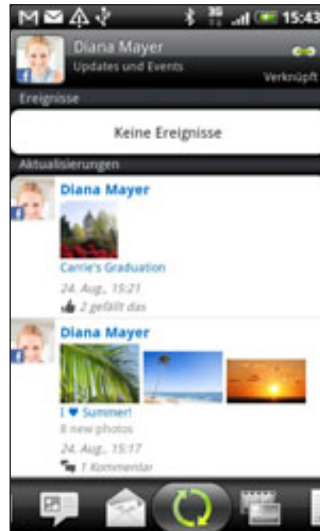 3G
15:43
Diana Mayer
Updates und Events
Verknüpft
Ereignisse
Keine Ereignisse
Aktualisierungen
Diana Mayer
Carrie's Graduation
24. Aug., 15:21
2 gefällt das
Diana Mayer
I ♥ Summer!
8 new photos
24. Aug., 15:17
1 Kommentar